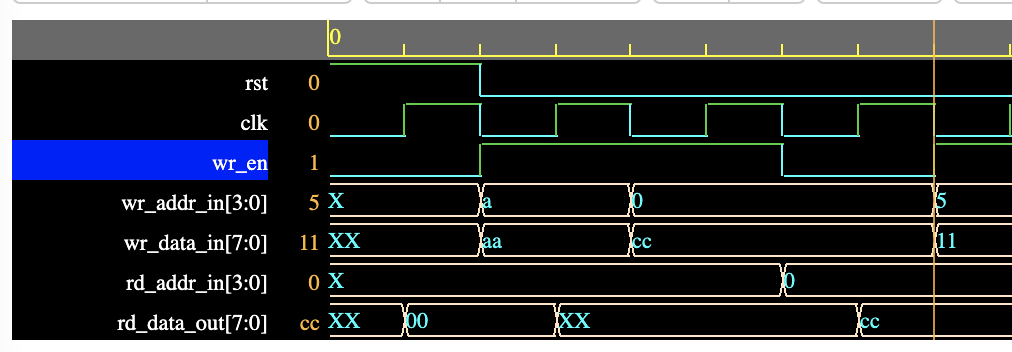 0
rst 0
clk 0
wr_en 1
wr_addr_in[3:0] 5 X a 0 5
wr_data_in[7:0] 11 XX aa cc 11
rd_addr_in[3:0] 0 X 0
rd_data_out[7:0] cc XX 00 XX cc